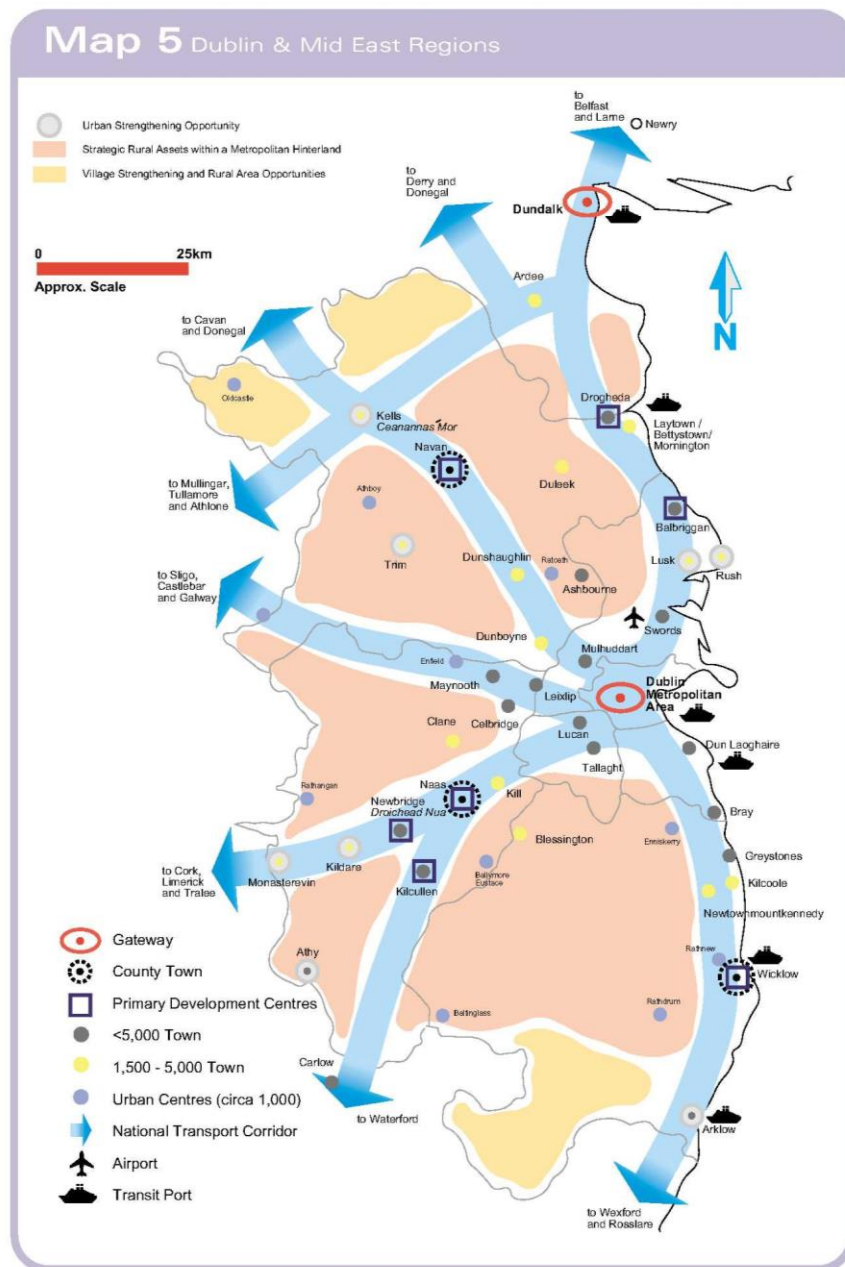 Map 5 Dublin & Mid East Regions
Urban Strengthening Opportunity
Strategic Rural Assets within a Metropolitan Hinterland
Village Strengthening and Rural Area Opportunities
0 25km
Approx. Scale
to
Belfast
and Larne
Newry
to
Derry and
Donegal
Dundalk
N
Ardee
to Cavan
and Donegal
Oldcastle
Kells
Ceanannas Mór
Drogheda
Laytown /
Bettystown/
Mornington
Navan
to Mullingar,
Tullamore
and Athlone
Athboy
Duleek
Balbriggan
Trim
Dunshaughlin
Ratoath
Ashbourne
Lusk
Rush
to Sligo,
Castlebar
and Galway
Swords
Dunboyne
Mulhuddart
Enfield
Maynooth
Leixlip
Dublin
Metropolitan
Area
Celbridge
Clane
Lucan
Tallaght
Dun Laoghaire
Rathangan
Naas
Kill
Newbridge
Droichead Nua
Bray
Blessington
Enniskerry
Kildare
Monasterevin
Kilcullen
Ballymore
Eustace
Greystones
Kilcoole
Newtownmountkennedy
to Cork,
Limerick
and Tralee
Athy
Rathnew
Wicklow
Baltinglass
Rathdrum
Carlow
to Waterford
Arklow
to Wexford
and Rosslare
Gateway
County Town
Primary Development Centres
<5,000 Town
1,500 - 5,000 Town
Urban Centres (circa 1,000)
National Transport Corridor
Airport
Transit Port